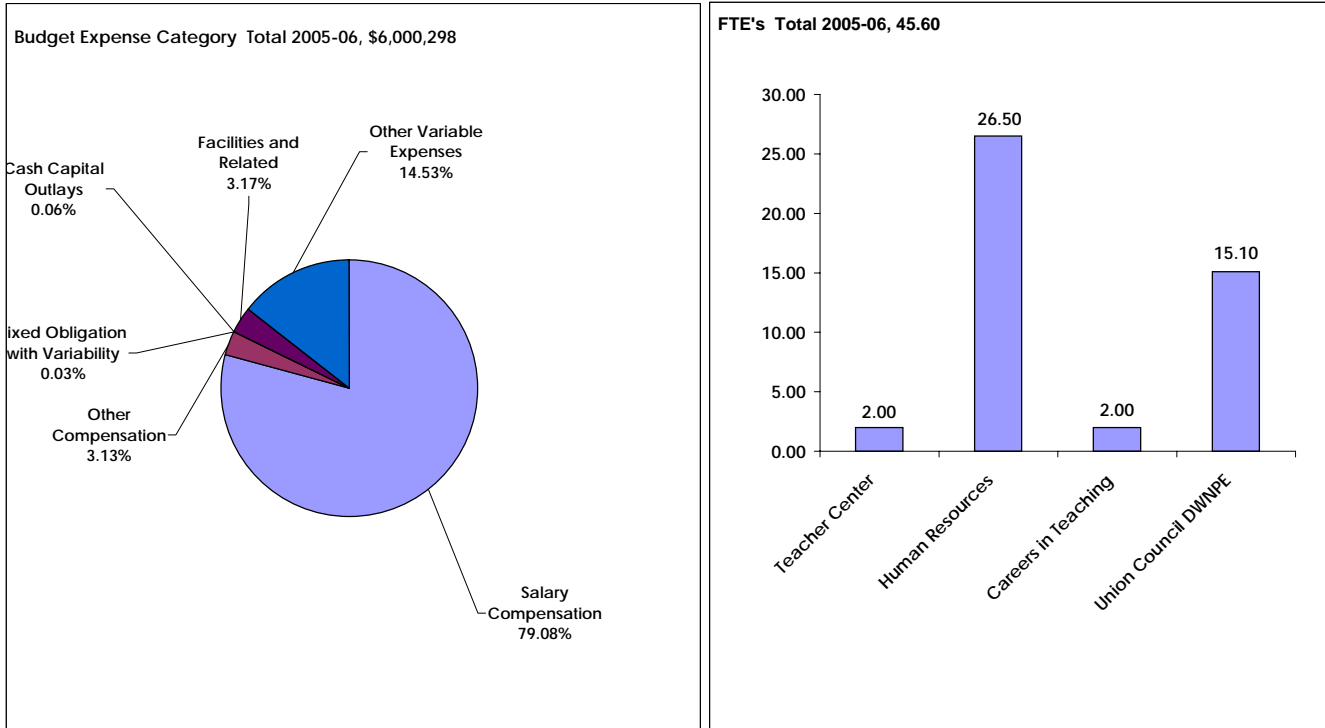 Budget Expense Category  Total 2005-06, $6,000,298
Other Variable
Expenses
14.53%
Facilities and
Related
3.17%
Cash Capital
Outlays
0.06%
ixed Obligation
with Variability
0.03%
Other
Compensation
3.13%
Salary
Compensation
79.08%
FTE's  Total 2005-06, 45.60
30.00
25.00
20.00
15.00
10.00
5.00
0.00
2.00
26.50
2.00
15.10
Teacher Center
Human Resources
Careers in Teaching
Union Council DWNPE